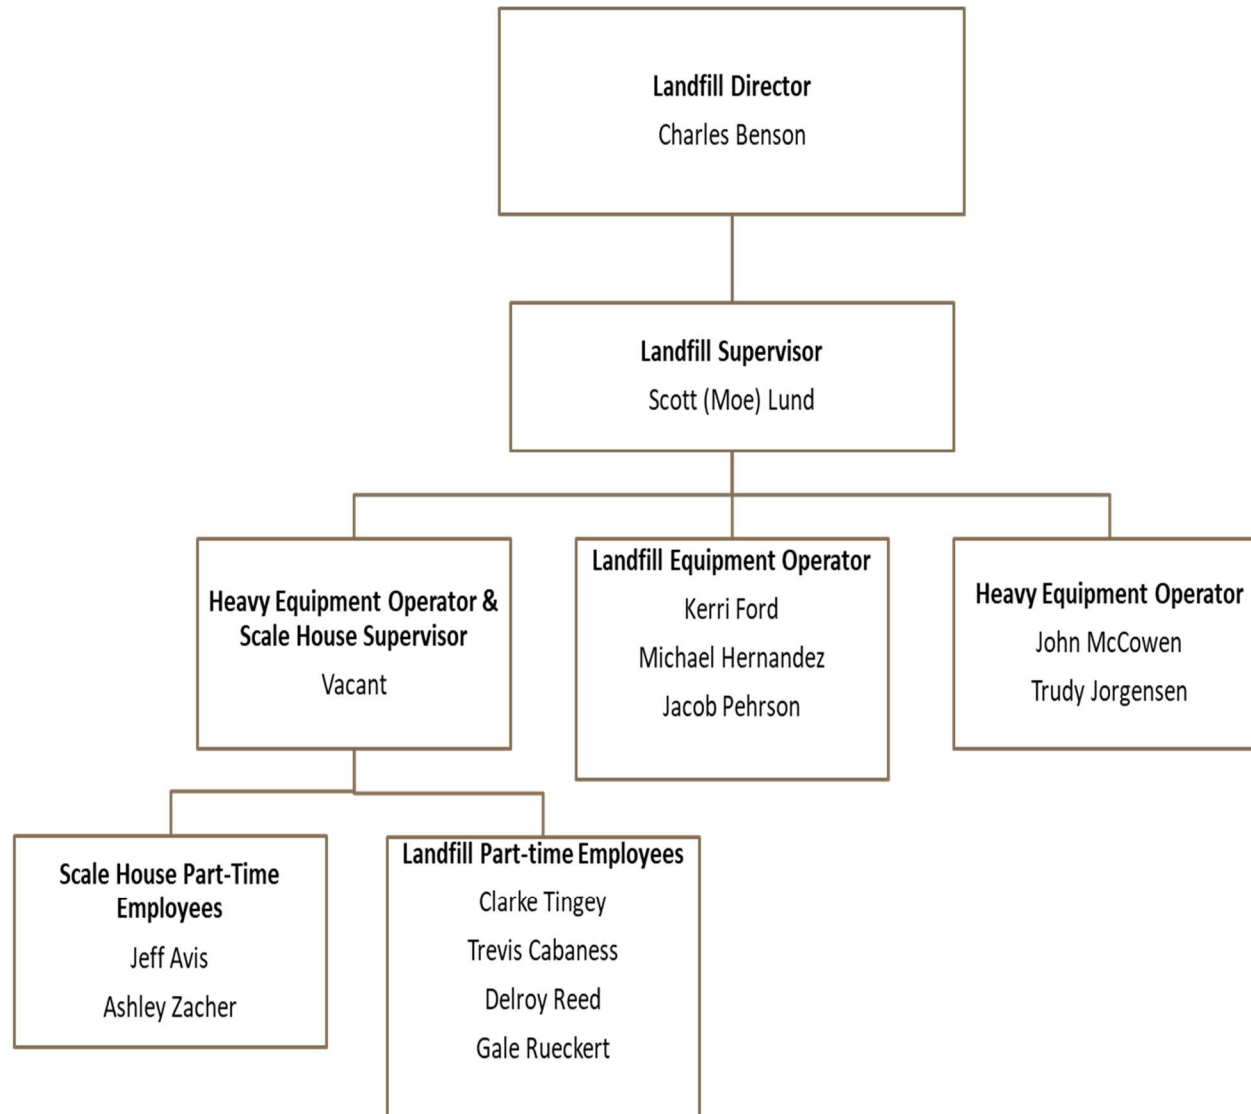 Landfill Director
Charles Benson
Landfill Supervisor
Scott (Moe) Lund
Heavy Equipment Operator &
Scale House Supervisor
Vacant
Landfill Equipment Operator
Kerri Ford
Michael Hernandez
Jacob Pehrson
Heavy Equipment Operator
John McCowen
Trudy Jorgensen
Scale House Part-Time
Employees
Jeff Avis
Ashley Zacher
Landfill Part-time Employees
Clarke Tingey
Trevis Cabaness
Delroy Reed
Gale Rueckert